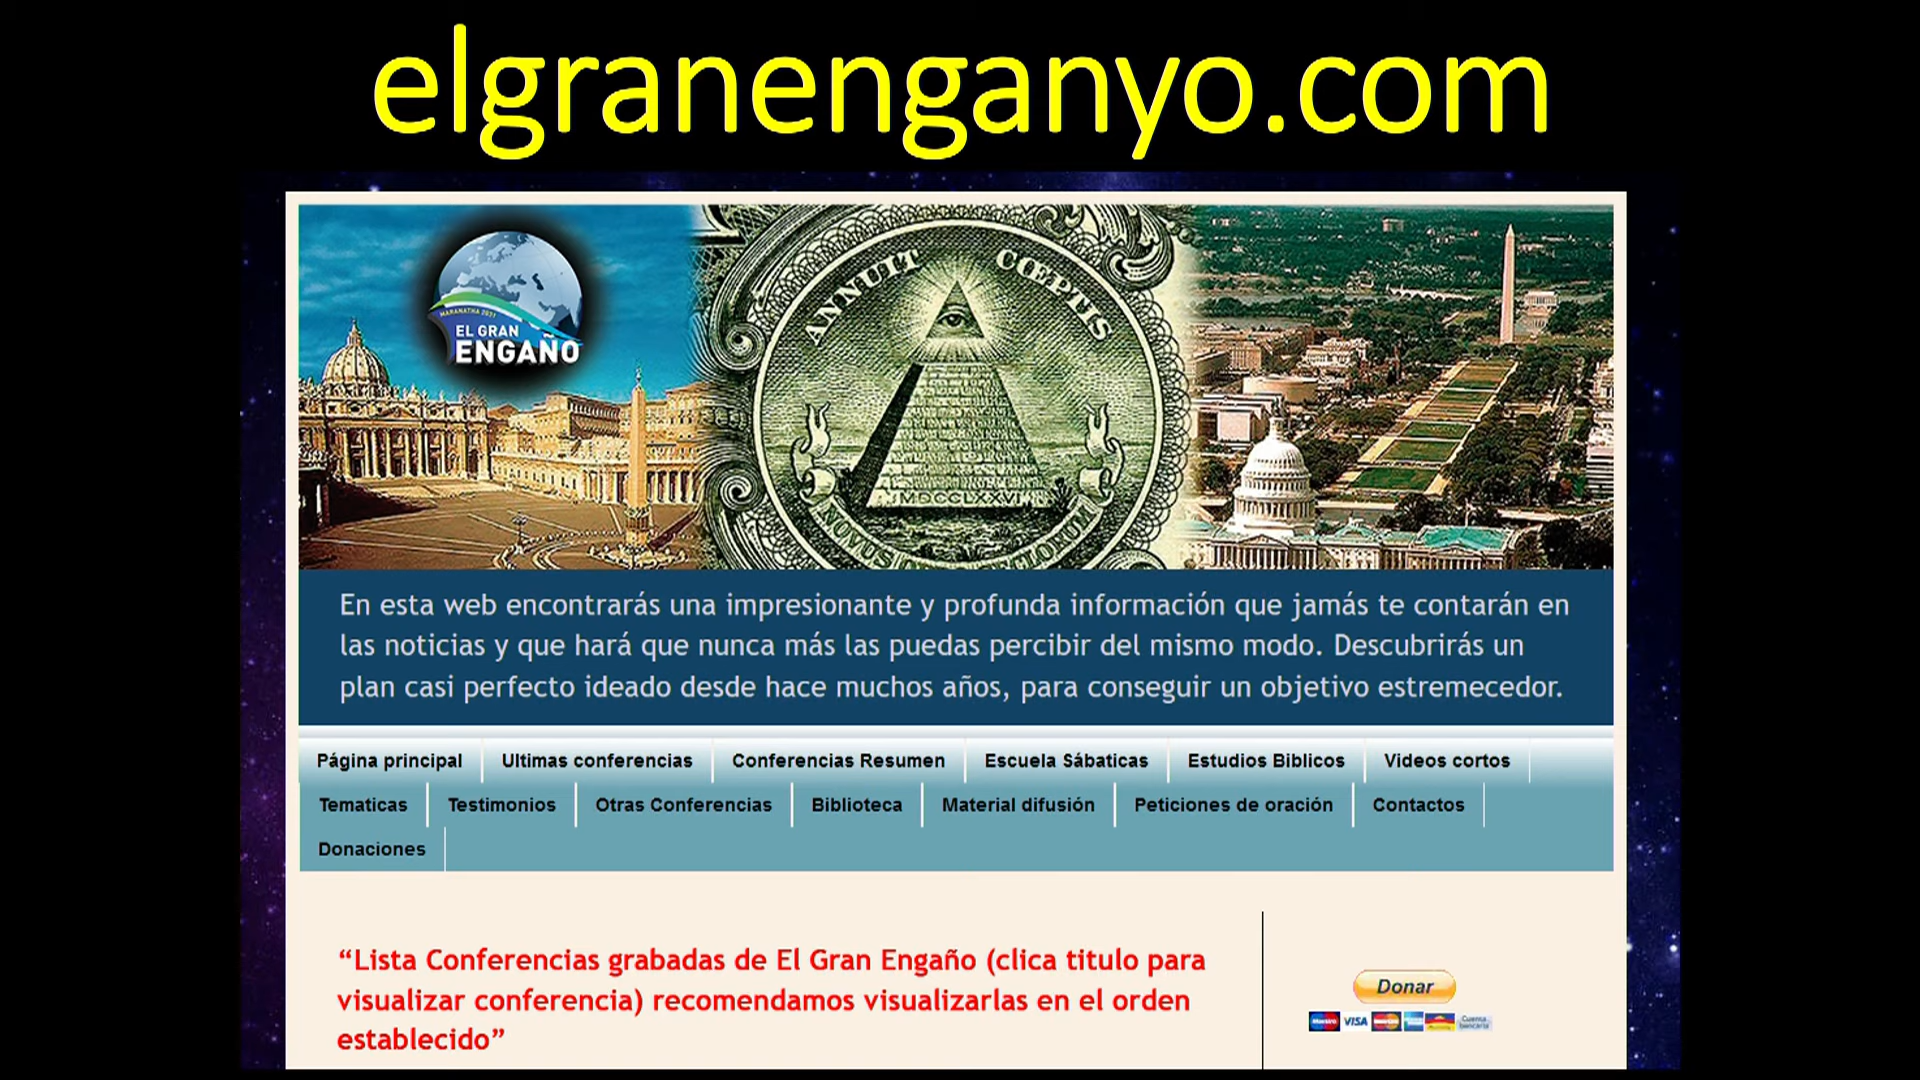 elgranenganyo.com
ANNUIT CŒPTIS
MARANATHA 2031
EL GRAN
ENGAÑO
MDCCLXXVI
NOVUS
En esta web encontrarás una impresionante y profunda información que jamás te contarán en
las noticias y que hará que nunca más las puedas percibir del mismo modo. Descubrirás un
plan casi perfecto ideado desde hace muchos años, para conseguir un objetivo estremecedor.
Página principal Ultimas conferencias Conferencias Resumen Escuela Sábaticas Estudios Biblicos Videos cortos
Tematicas Testimonios Otras Conferencias Biblioteca Material difusión Peticiones de oración Contactos
Donaciones
“Lista Conferencias grabadas de El Gran Engaño (clica titulo para
visualizar conferencia) recomendamos visualizarlas en el orden
establecido”
Donar
VISA
Cuenta
bancaria